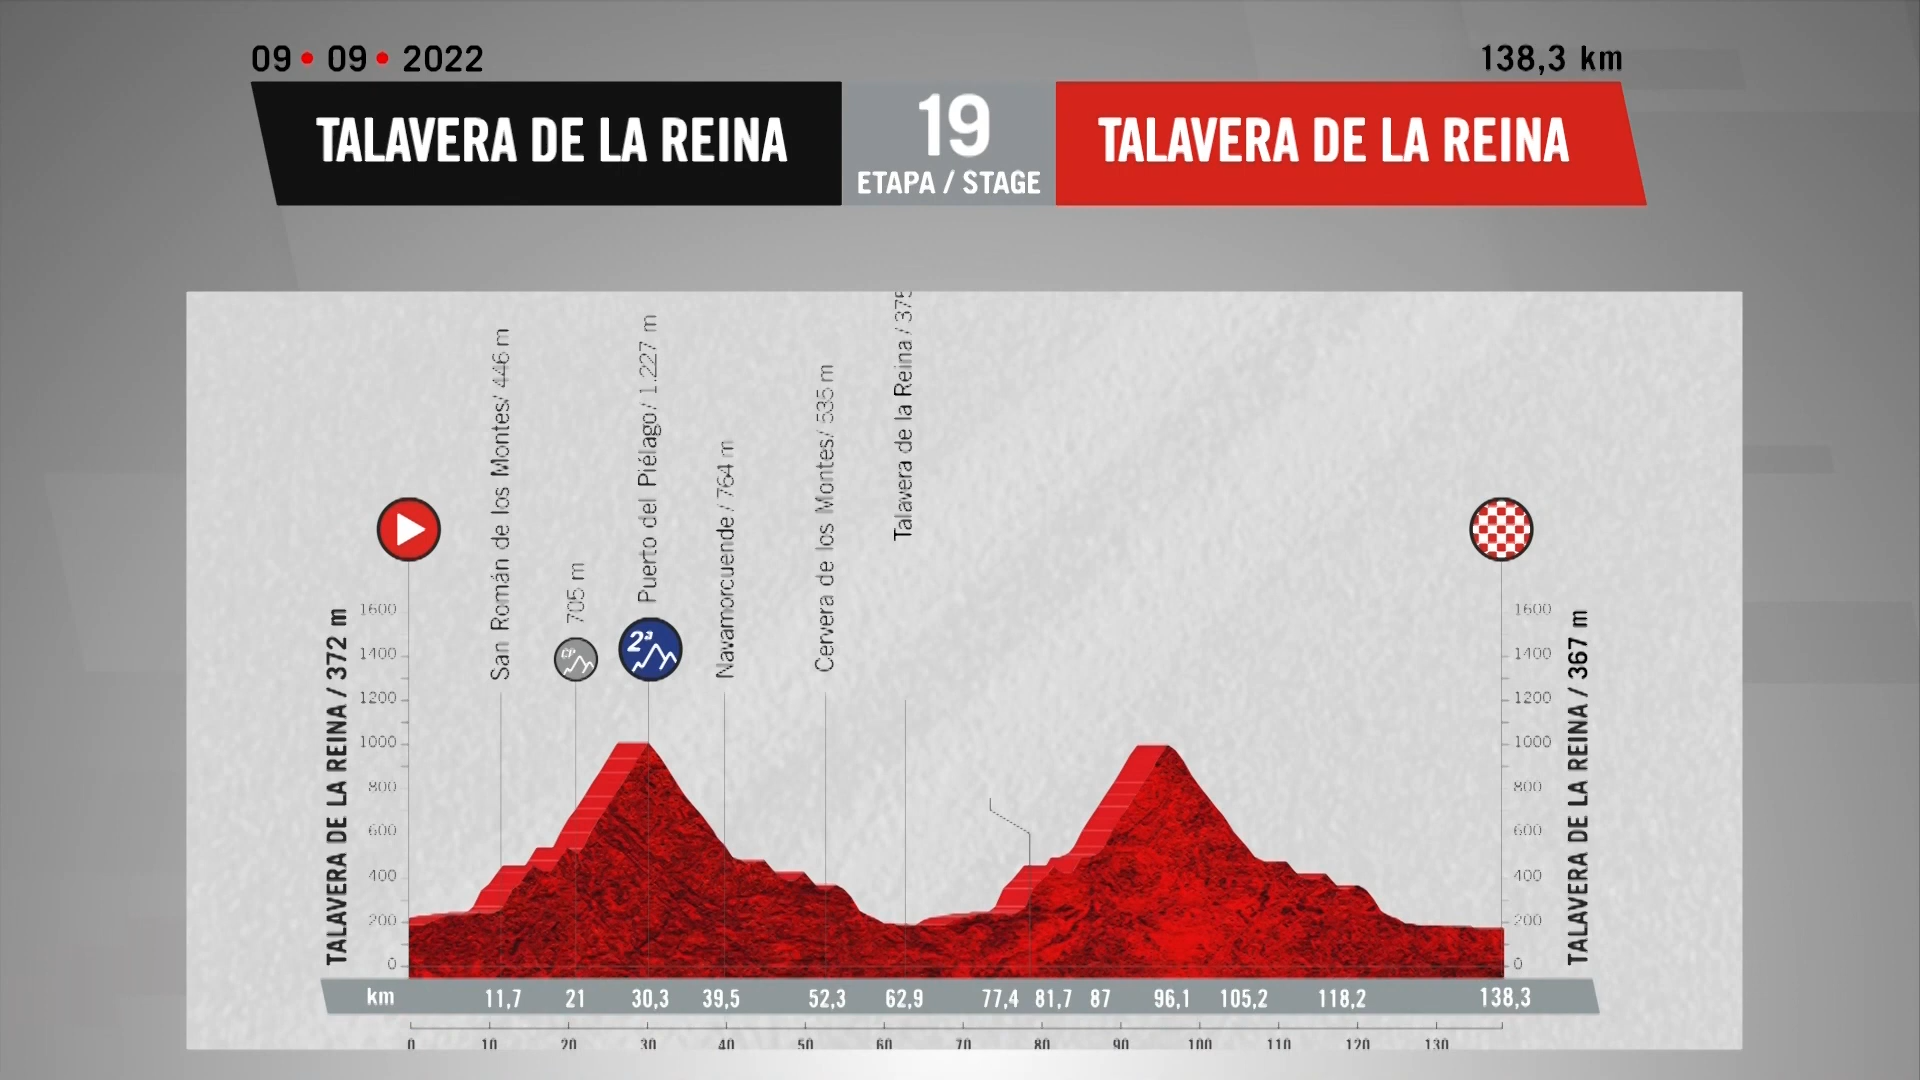 09 • 09 • 2022
138,3 km
TALAVERA DE LA REINA
19
ETAPA / STAGE
TALAVERA DE LA REINA
TALAVERA DE LA REINA / 372 m
1600
1400
1200
1000
800
600
400
200
0
San Román de los Montes/ 446 m
705 m
CP
Puerto del Piélago/ 1.227 m
2ª
Navamorcuende / 764 m
Cervera de los Montes/ 535 m
Talavera de la Reina / 375
1600
1400
1200
1000
800
600
400
200
0
TALAVERA DE LA REINA / 367 m
km 11,7 21 30,3 39,5 52,3 62,9 77,4 81,7 87 96,1 105,2 118,2 138,3
0 10 20 30 40 50 60 70 80 90 100 110 120 130